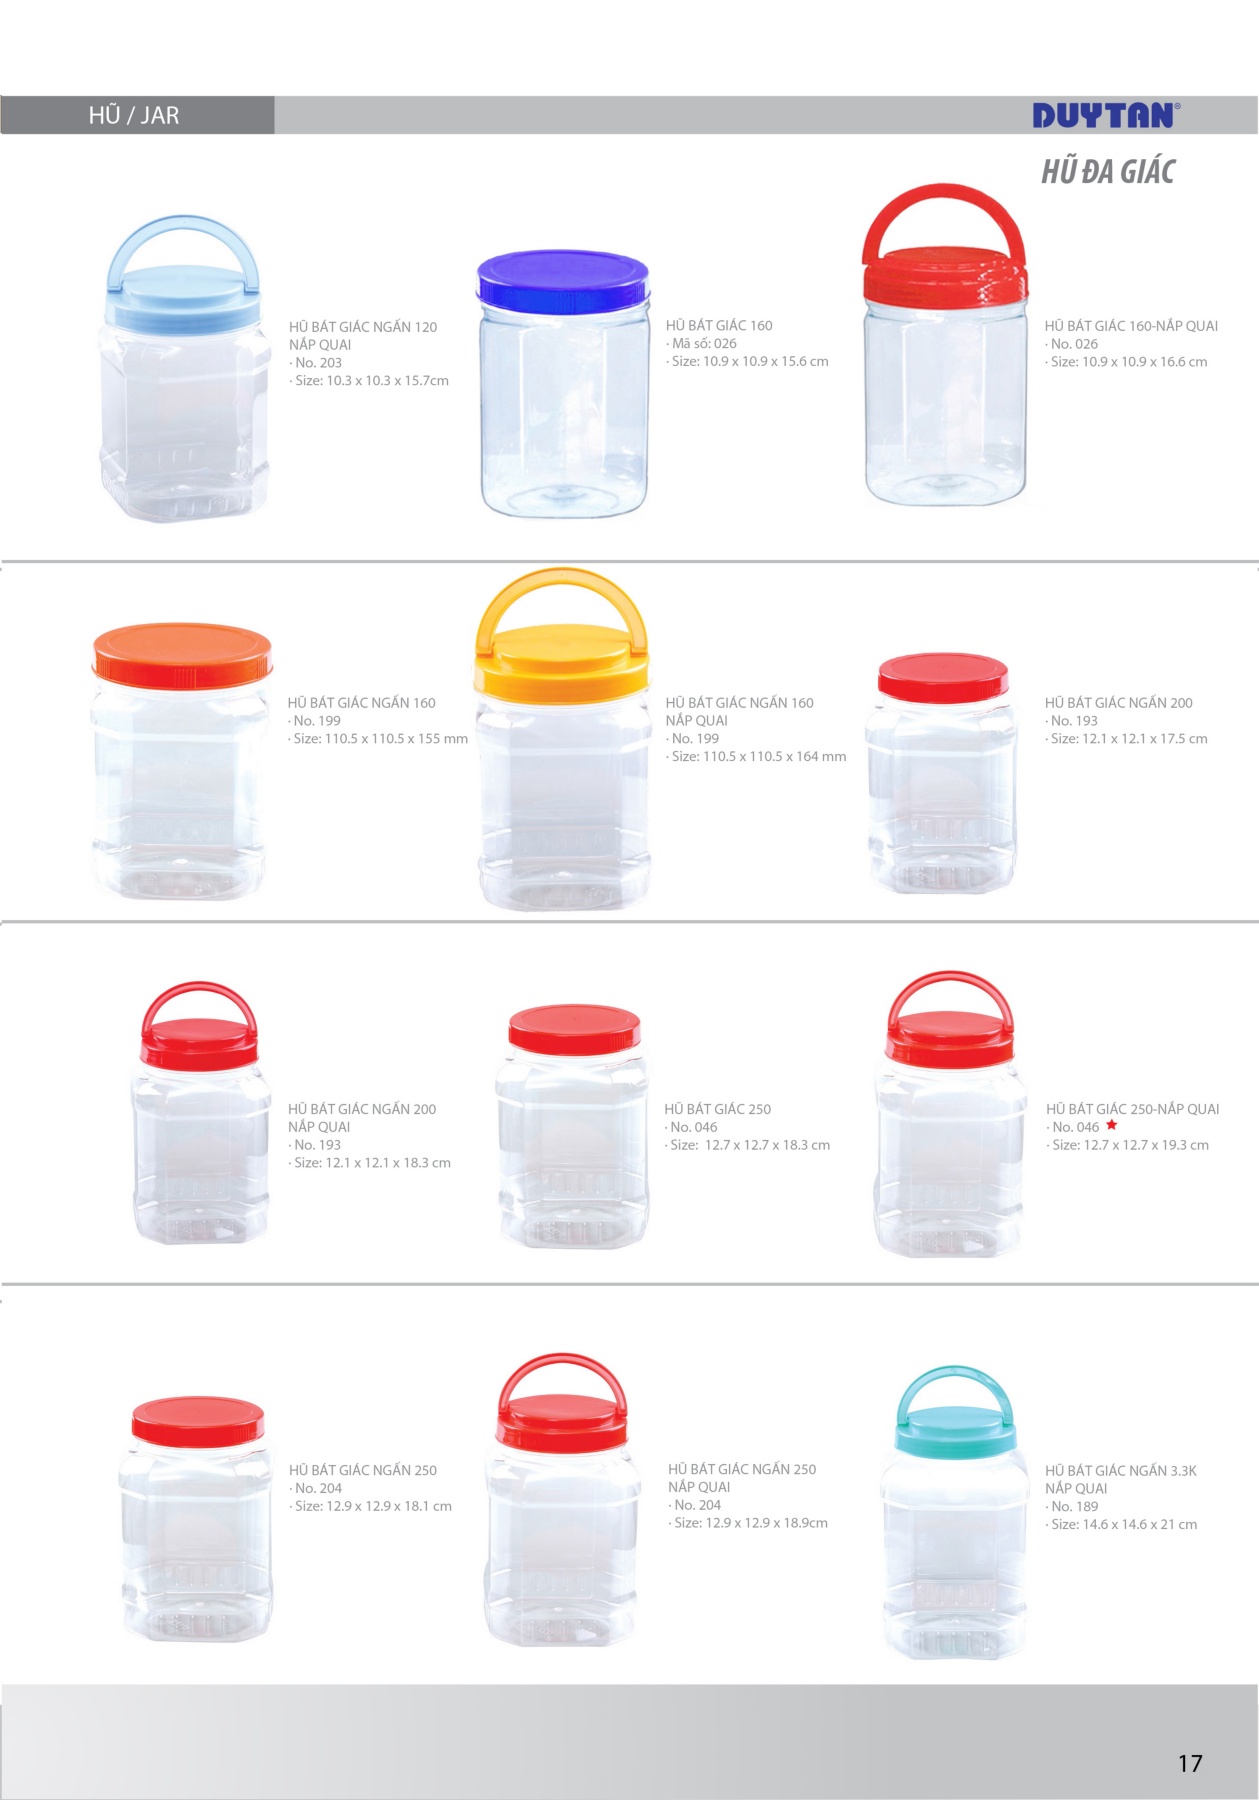 HŨ / JAR
DUYTAN®
HŨ ĐA GIÁC
HŨ BÁT GIÁC NGẤN 120
NẮP QUAI
· No. 203
· Size: 10.3 x 10.3 x 15.7cm
HŨ BÁT GIÁC 160
· Mã số: 026
· Size: 10.9 x 10.9 x 15.6 cm
HŨ BÁT GIÁC 160-NẮP QUAI
· No. 026
· Size: 10.9 x 10.9 x 16.6 cm
HŨ BÁT GIÁC NGẤN 160
· No. 199
· Size: 110.5 x 110.5 x 155 mm
HŨ BÁT GIÁC NGẤN 160
NẮP QUAI
· No. 199
· Size: 110.5 x 110.5 x 164 mm
HŨ BÁT GIÁC NGẤN 200
· No. 193
· Size: 12.1 x 12.1 x 17.5 cm
HŨ BÁT GIÁC NGẤN 200
NẮP QUAI
· No. 193
· Size: 12.1 x 12.1 x 18.3 cm
HŨ BÁT GIÁC 250
· No. 046
· Size: 12.7 x 12.7 x 18.3 cm
HŨ BÁT GIÁC 250-NẮP QUAI
· No. 046 ★
· Size: 12.7 x 12.7 x 19.3 cm
HŨ BÁT GIÁC NGẤN 250
· No. 204
· Size: 12.9 x 12.9 x 18.1 cm
HŨ BÁT GIÁC NGẤN 250
NẮP QUAI
· No. 204
· Size: 12.9 x 12.9 x 18.9cm
HŨ BÁT GIÁC NGẤN 3.3K
NẮP QUAI
· No. 189
· Size: 14.6 x 14.6 x 21 cm
17